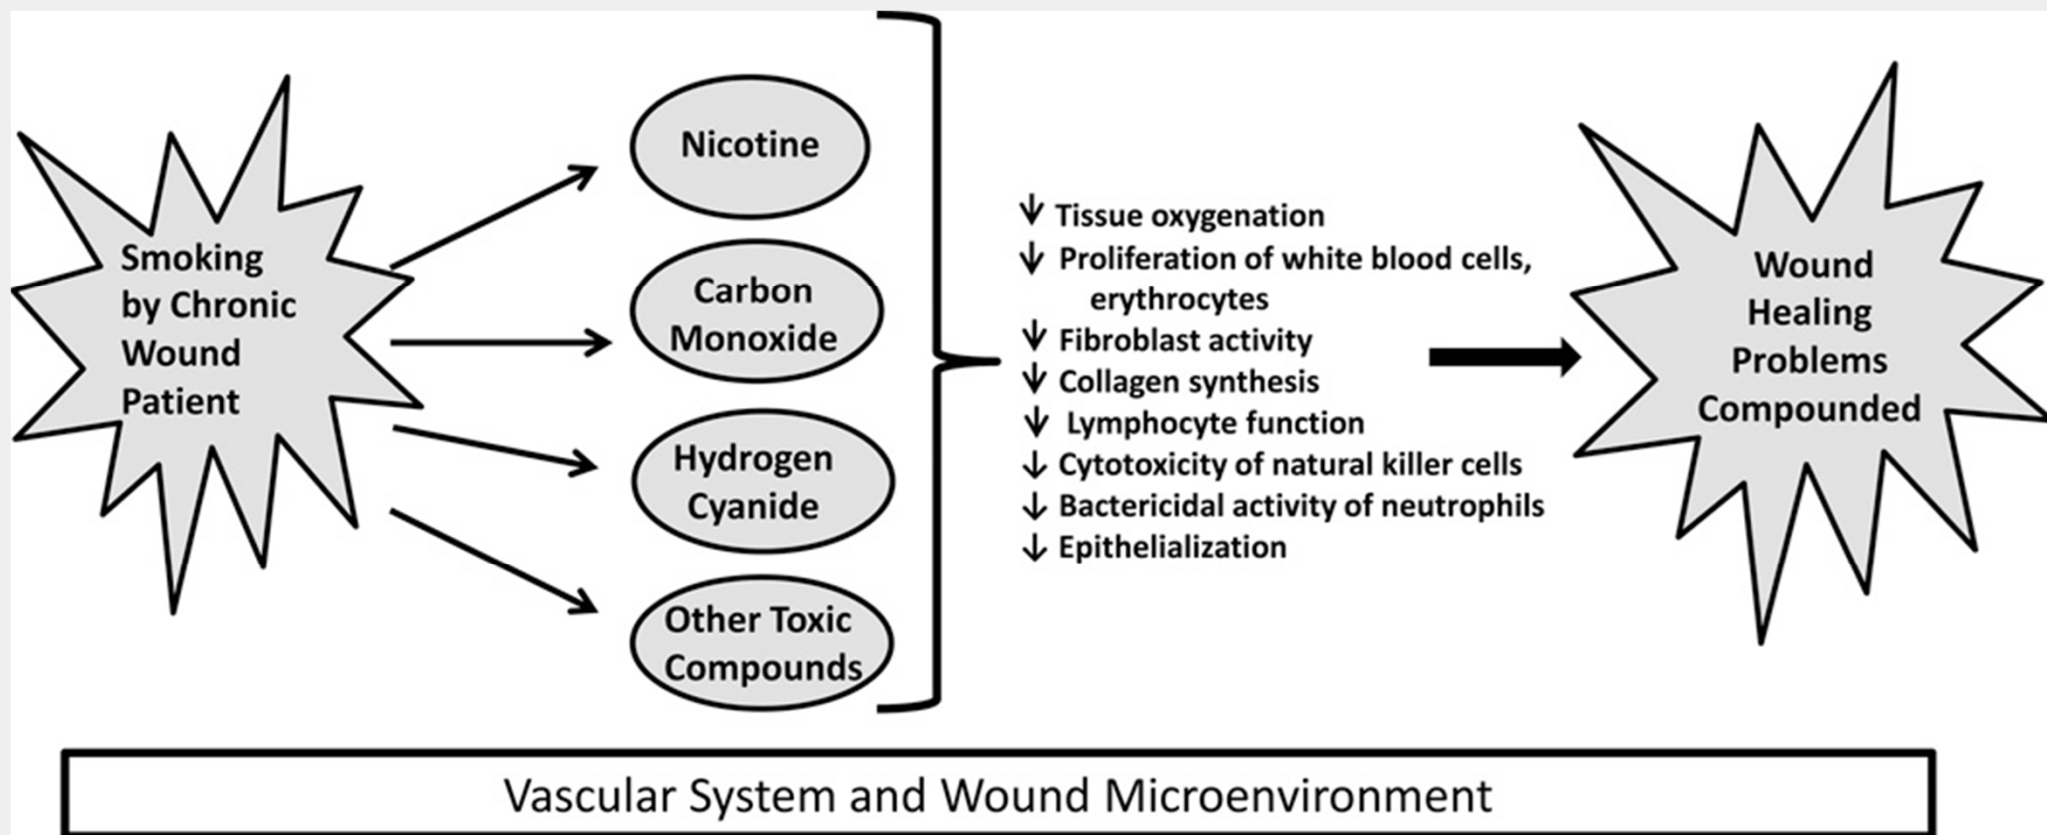 Smoking
by Chronic
Wound
Patient
Nicotine
Carbon
Monoxide
Hydrogen
Cyanide
Other Toxic
Compounds
↓ Tissue oxygenation
↓ Proliferation of white blood cells,
erythrocytes
↓ Fibroblast activity
↓ Collagen synthesis
↓ Lymphocyte function
↓ Cytotoxicity of natural killer cells
↓ Bactericidal activity of neutrophils
↓ Epithelialization
Wound
Healing
Problems
Compounded
Vascular System and Wound Microenvironment